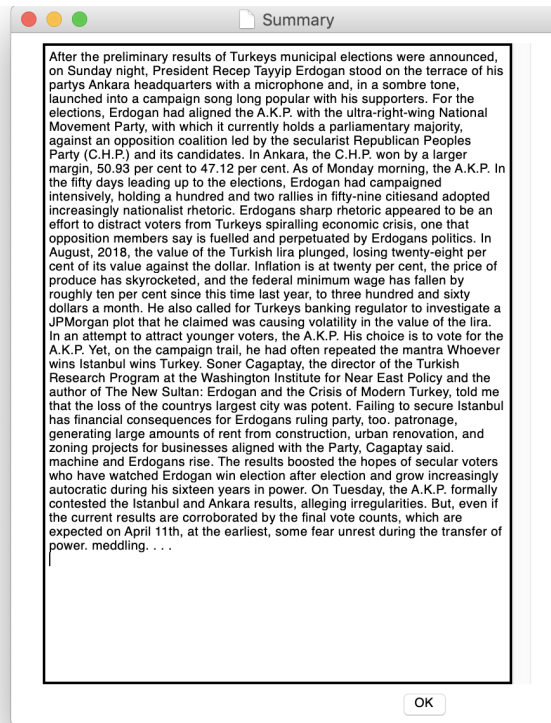 Summary
After the preliminary results of Turkeys municipal elections were announced,
on Sunday night, President Recep Tayyip Erdogan stood on the terrace of his
partys Ankara headquarters with a microphone and, in a sombre tone,
launched into a campaign song long popular with his supporters. For the
elections, Erdogan had aligned the A.K.P. with the ultra-right-wing National
Movement Party, with which it currently holds a parliamentary majority,
against an opposition coalition led by the secularist Republican Peoples
Party (C.H.P.) and its candidates. In Ankara, the C.H.P. won by a larger
margin, 50.93 per cent to 47.12 per cent. As of Monday morning, the A.K.P. In
the fifty days leading up to the elections, Erdogan had campaigned
intensively, holding a hundred and two rallies in fifty-nine citiesand adopted
increasingly nationalist rhetoric. Erdogans sharp rhetoric appeared to be an
effort to distract voters from Turkeys spiralling economic crisis, one that
opposition members say is fuelled and perpetuated by Erdogans politics. In
August, 2018, the value of the Turkish lira plunged, losing twenty-eight per
cent of its value against the dollar. Inflation is at twenty per cent, the price of
produce has skyrocketed, and the federal minimum wage has fallen by
roughly ten per cent since this time last year, to three hundred and sixty
dollars a month. He also called for Turkeys banking regulator to investigate a
JPMorgan plot that he claimed was causing volatility in the value of the lira.
In an attempt to attract younger voters, the A.K.P. His choice is to vote for the
A.K.P. Yet, on the campaign trail, he had often repeated the mantra Whoever
wins Istanbul wins Turkey. Soner Cagaptay, the director of the Turkish
Research Program at the Washington Institute for Near East Policy and the
author of The New Sultan: Erdogan and the Crisis of Modern Turkey, told me
that the loss of the countrys largest city was potent. Failing to secure Istanbul
has financial consequences for Erdogans ruling party, too. patronage,
generating large amounts of rent from construction, urban renovation, and
zoning projects for businesses aligned with the Party, Cagaptay said.
machine and Erdogans rise. The results boosted the hopes of secular voters
who have watched Erdogan win election after election and grow increasingly
autocratic during his sixteen years in power. On Tuesday, the A.K.P. formally
contested the Istanbul and Ankara results, alleging irregularities. But, even if
the current results are corroborated by the final vote counts, which are
expected on April 11th, at the earliest, some fear unrest during the transfer of
power. meddling. . . .
OK